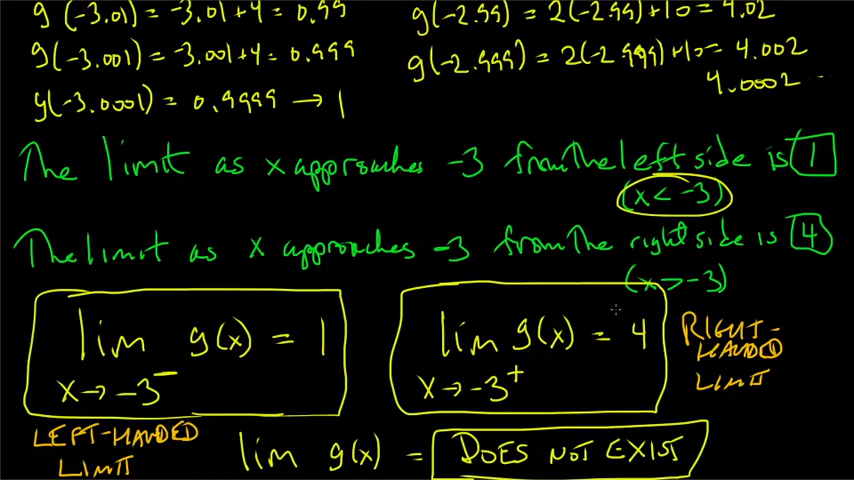 g(-3.01) = -3.01+4 = 0.99
g(-3.001) = -3.001+4 = 0.999
g(-3.0001) = 0.9999 → 1
g(-2.99) = 2(-2.99)+10 = 4.02
g(-2.999) = 2(-2.999)+10 = 4.002
4.0002
The limit as x approaches -3 from the left side is 1
(x < -3)
The limit as x approaches -3 from the right side is 4
(x > -3)
lim g(x) = 1
x → -3⁻
LEFT-HANDED
LIMIT
lim g(x) = 4
x → -3⁺
RIGHT-
HANDED
LIMIT
lim g(x) = DOES NOT EXIST